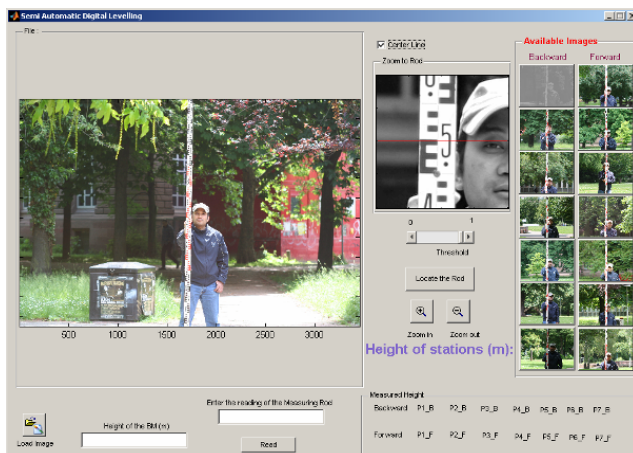 Semi Automatic Digital Levelling
File :
Center Line
Available Images
Zoom to Rod
Backward Forward
5
4
0 1
Threshold
Locate the Rod
500 1000 1500 2000 2500 3000
Zoom in Zoom out
Height of stations (m):
Measured Height
Enter the reading of the Measuring Rod
Backward P1_B P2_B P3_B P4_B P5_B P6_B P7_B
Load Image
Height of the BM (m)
Read
Forward P1_F P2_F P3_F P4_F P5_F P6_F P7_F